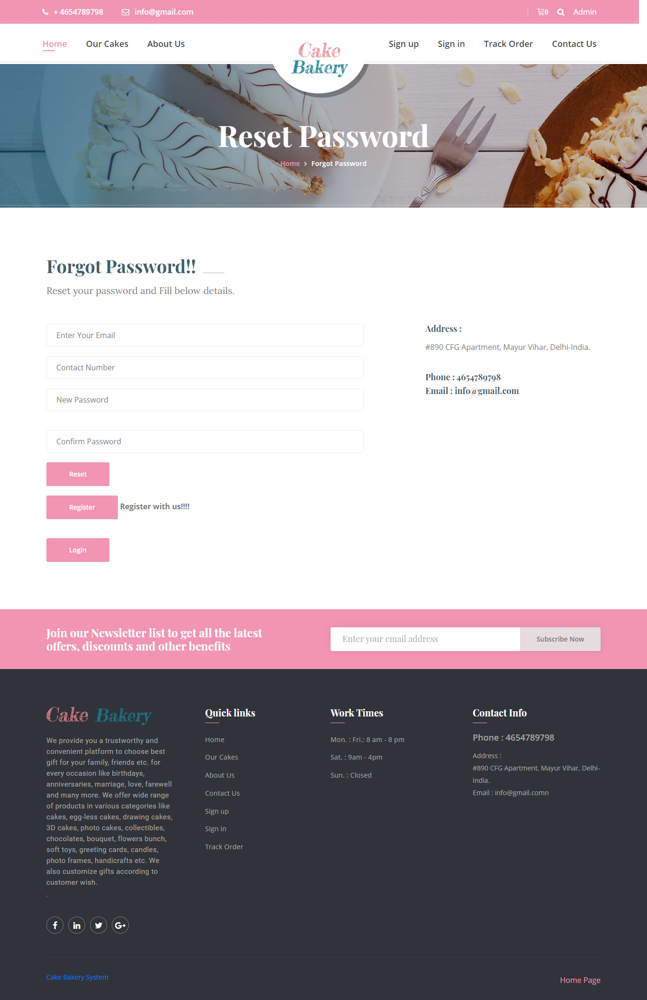 + 4654789798 info@gmail.com 0 Admin
Home Our Cakes About Us Sign up Sign in Track Order Contact Us
Cake
Bakery
Reset Password
Home Forgot Password
Forgot Password!!
Reset your password and Fill below details.
Enter Your Email
Contact Number
New Password
Confirm Password
Reset
Register Register with us!!!!
Login
Address :
#890 CFG Apartment, Mayur Vihar, Delhi-India.
Phone : 4654789798
Email : info@gmail.com
Join our Newsletter list to get all the latest
offers, discounts and other benefits
Enter your email address Subscribe Now
Cake Bakery
We provide you a trustworthy and
convenient platform to choose best
gift for your family, friends etc. for
every occasion like birthdays,
anniversaries, marriage, love, farewell
and many more. We offer wide range
of products in various categories like
cakes, egg-less cakes, drawing cakes,
3D cakes, photo cakes, collectibles,
chocolates, bouquet, flowers bunch,
soft toys, greeting cards, candles,
photo frames, handicrafts etc. We
also customize gifts according to
customer wish.
.
Quick links
Home
Our Cakes
About Us
Contact Us
Sign up
Sign in
Track Order
Work Times
Mon. : Fri.: 8 am - 8 pm
Sat. : 9am - 4pm
Sun. : Closed
Contact Info
Phone : 4654789798
Address :
#890 CFG Apartment, Mayur Vihar, Delhi-
India.
Email : info@gmail.comn
Cake Bakery System
Home Page